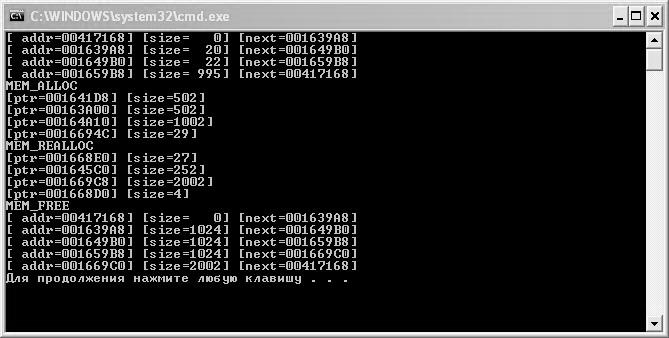 C:\WINDOWS\system32\cmd.exe
[ addr=00417168] [size=   0] [next=001639A8]
[ addr=001639A8] [size=  20] [next=001649B0]
[ addr=001649B0] [size=  22] [next=001659B8]
[ addr=001659B8] [size= 995] [next=00417168]
MEM_ALLOC
[ptr=001641D8] [size=502]
[ptr=00163A00] [size=502]
[ptr=00164A10] [size=1002]
[ptr=0016694C] [size=29]
MEM_REALLOC
[ptr=001668E0] [size=27]
[ptr=001645C0] [size=252]
[ptr=001669C8] [size=2002]
[ptr=001668D0] [size=4]
MEM_FREE
[ addr=00417168] [size=   0] [next=001639A8]
[ addr=001639A8] [size=1024] [next=001649B0]
[ addr=001649B0] [size=1024] [next=001659B8]
[ addr=001659B8] [size=1024] [next=001669C0]
[ addr=001669C0] [size=2002] [next=00417168]
Для продолжения нажмите любую клавишу . . .